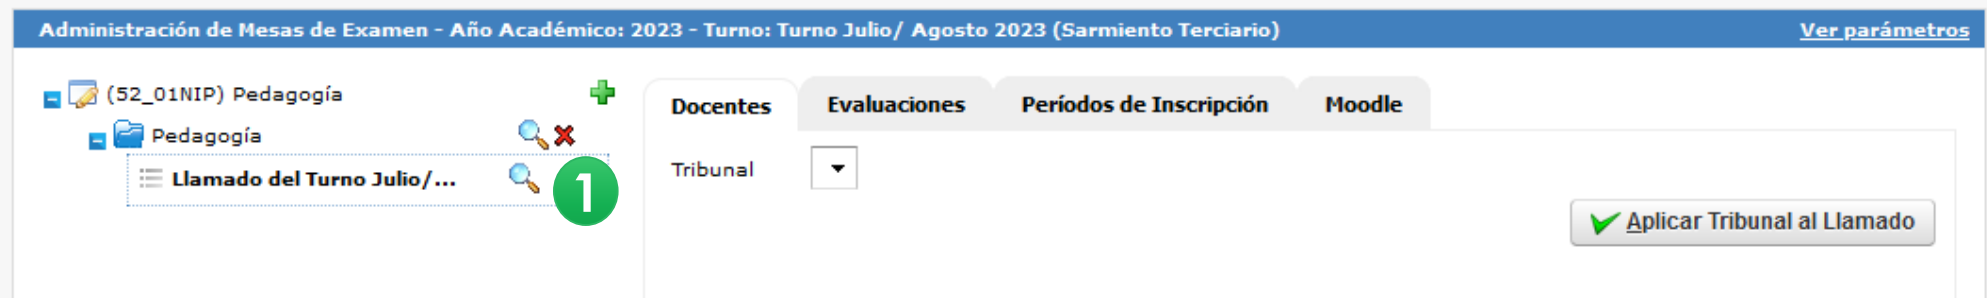 Administración de Mesas de Examen - Año Académico: 2023 - Turno: Turno Julio/ Agosto 2023 (Sarmiento Terciario) Ver parámetros
(52_01NIP) Pedagogía
Pedagogía
Llamado del Turno Julio/...
1
Docentes Evaluaciones Períodos de Inscripción Moodle
Tribunal
Aplicar Tribunal al Llamado